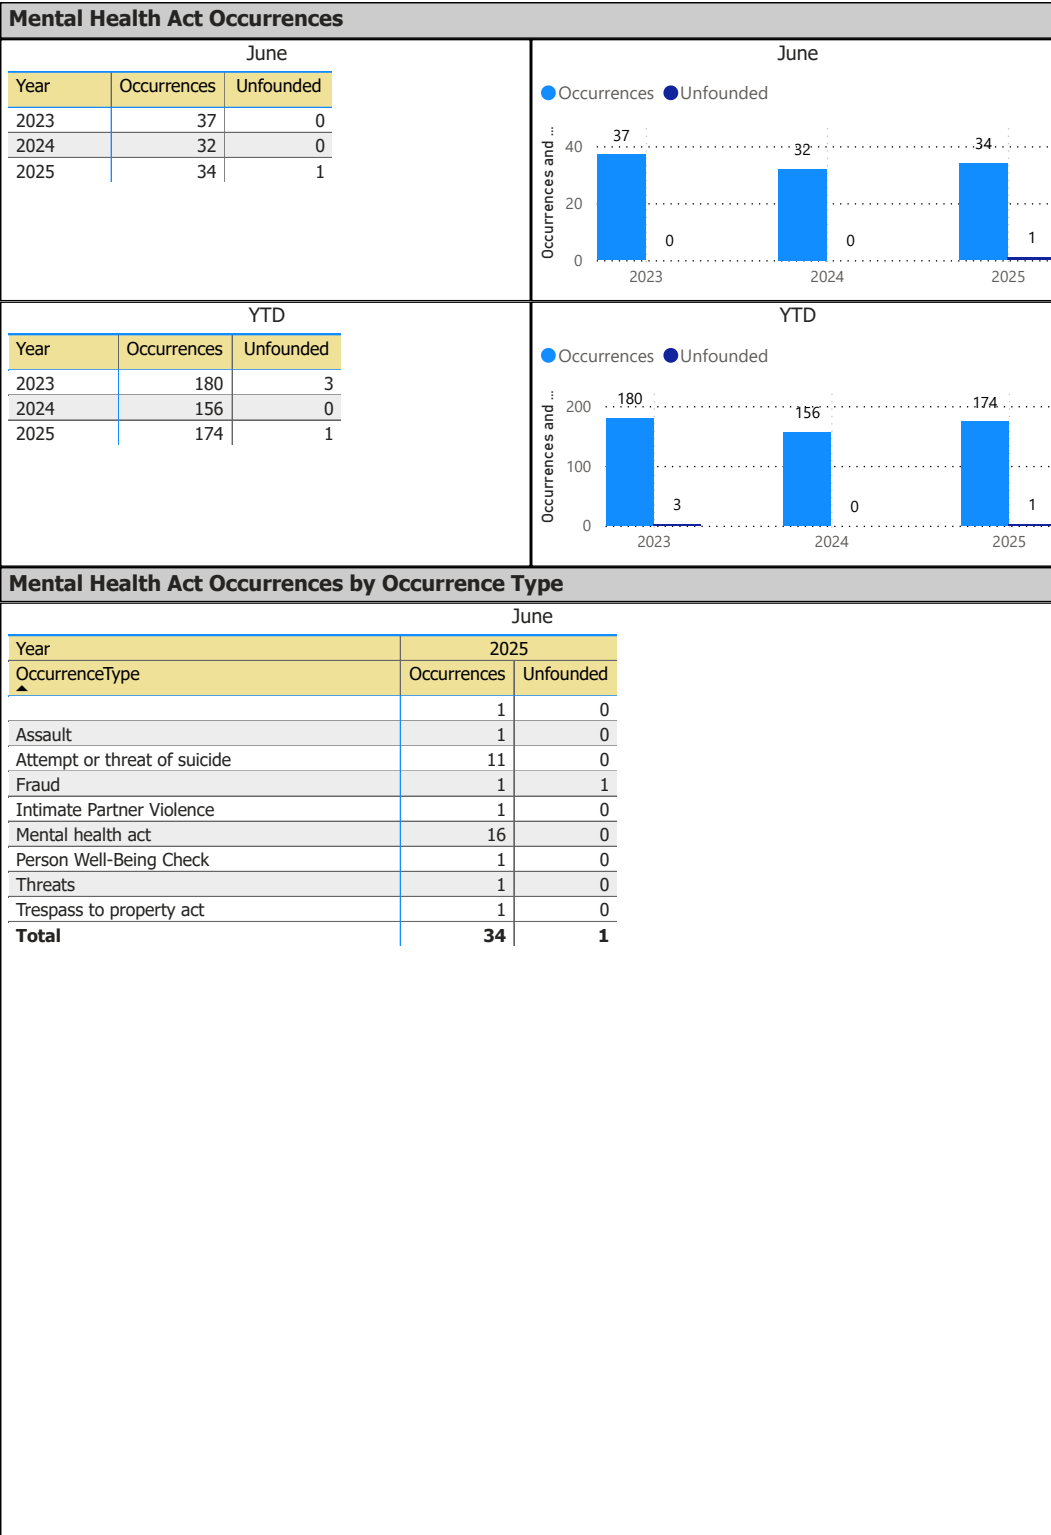 Mental Health Act Occurrences
June
Year Occurrences Unfounded
2023 37 0
2024 32 0
2025 34 1
June
Occurrences Unfounded
Occurrences and ...
40
20
0
37 0 32 0 34 1
2023 2024 2025
YTD
Year Occurrences Unfounded
2023 180 3
2024 156 0
2025 174 1
YTD
Occurrences Unfounded
Occurrences and ...
200
100
0
180 3 156 0 174 1
2023 2024 2025
Mental Health Act Occurrences by Occurrence Type
June
Year 2025
OccurrenceType Occurrences Unfounded
1 0
Assault 1 0
Attempt or threat of suicide 11 0
Fraud 1 1
Intimate Partner Violence 1 0
Mental health act 16 0
Person Well-Being Check 1 0
Threats 1 0
Trespass to property act 1 0
Total 34 1